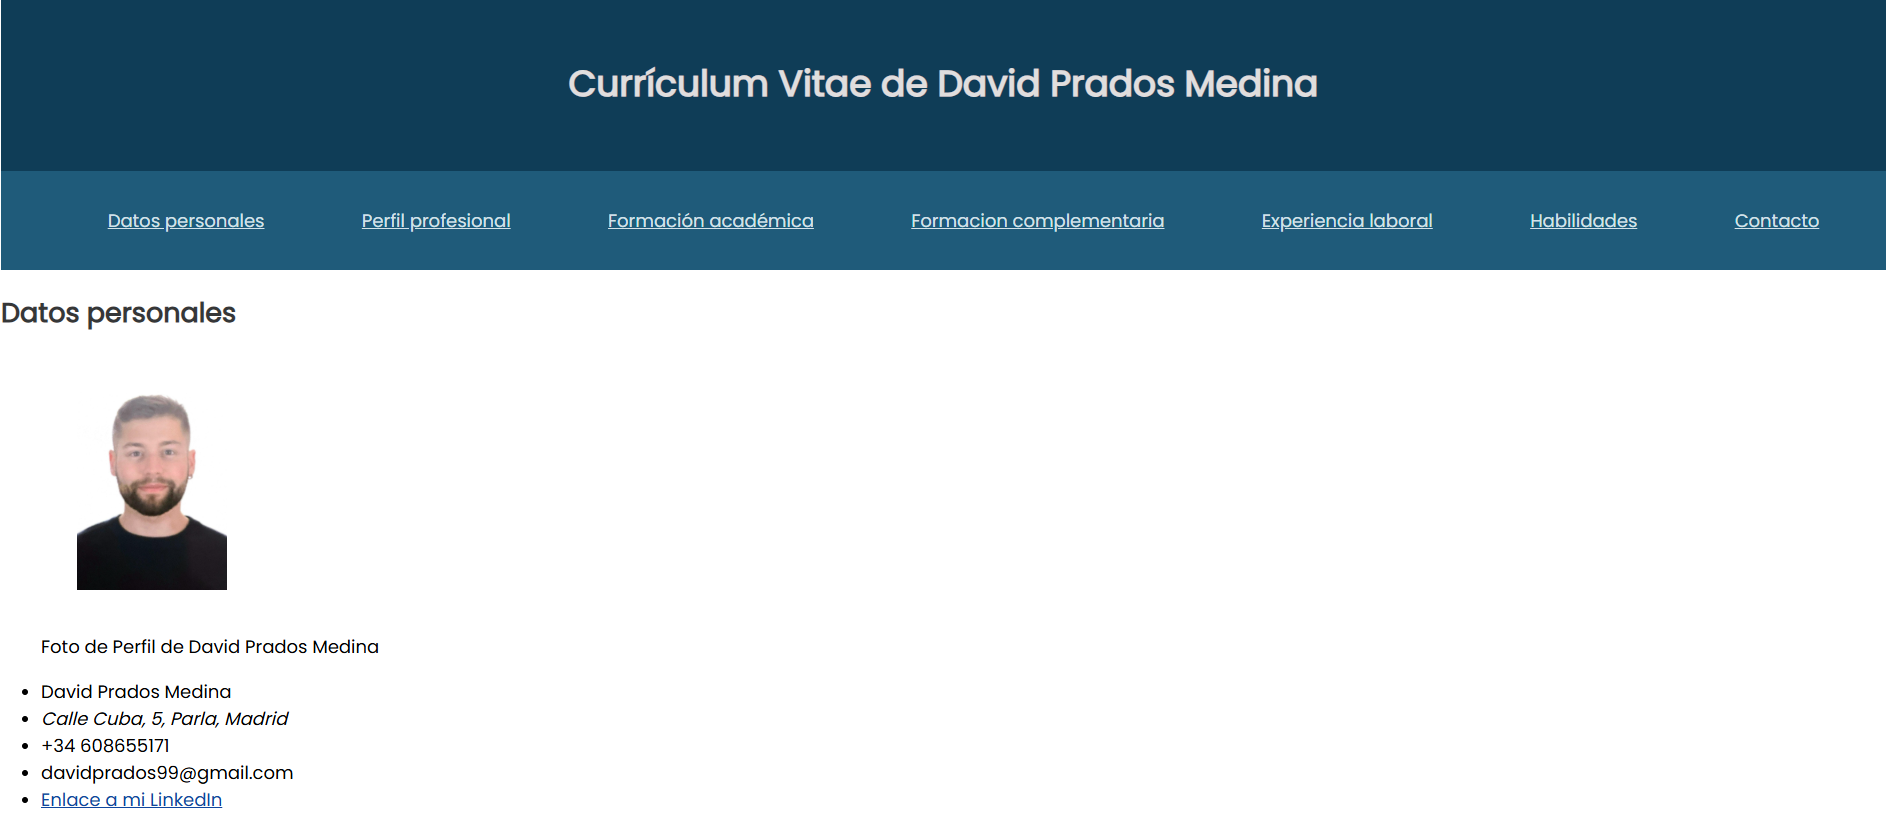 Currículum Vitae de David Prados Medina
Datos personales Perfil profesional Formación académica Formacion complementaria Experiencia laboral Habilidades Contacto
Datos personales
Foto de Perfil de David Prados Medina
David Prados Medina
Calle Cuba, 5, Parla, Madrid
+34 608655171
davidprados99@gmail.com
Enlace a mi LinkedIn